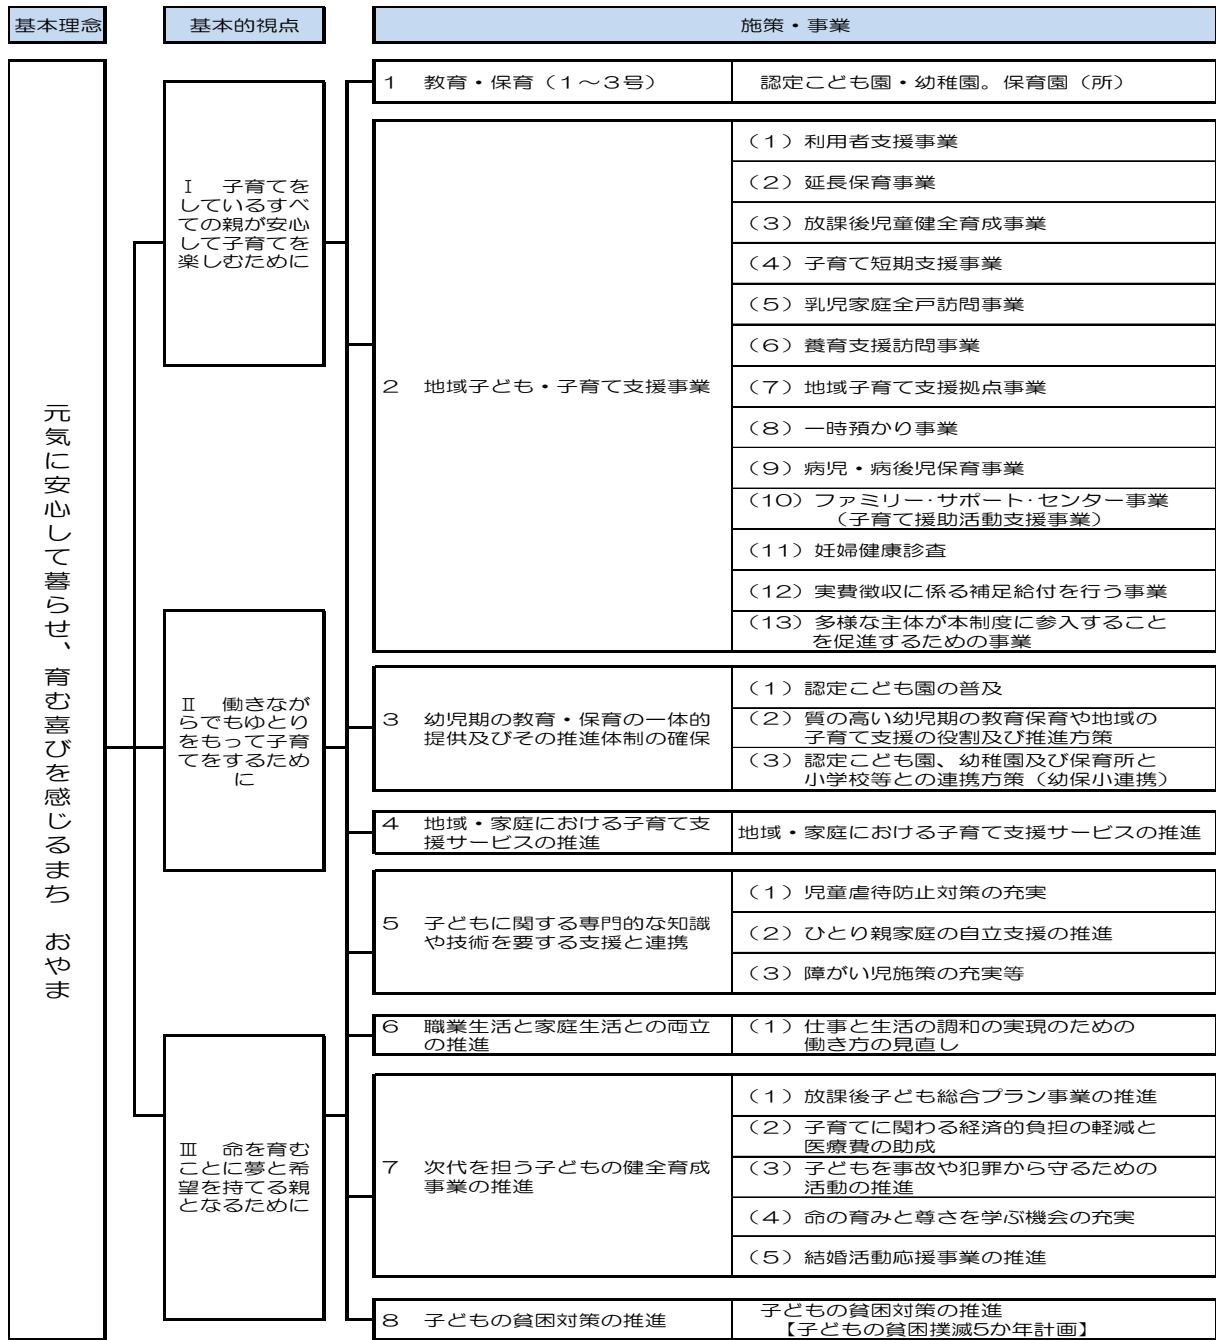 基本理念
基本的視点
施策・事業
元気に安心して暮らせ、育む喜びを感じるまち　おやま
Ⅰ　子育てを
しているすべ
ての親が安心
して子育てを
楽しむために
Ⅱ　働きなが
らでもゆとり
をもって子育
てをするため
に
Ⅲ　命を育む
ことに夢と希
望を持てる親
となるために
1　教育・保育（１～３号）
認定こども園・幼稚園。保育園（所）
2　地域子ども・子育て支援事業
（１）利用者支援事業
（２）延長保育事業
（３）放課後児童健全育成事業
（４）子育て短期支援事業
（５）乳児家庭全戸訪問事業
（６）養育支援訪問事業
（７）地域子育て支援拠点事業
（８）一時預かり事業
（９）病児・病後児保育事業
（10）ファミリー･サポート･センター事業
（子育て援助活動支援事業）
（11）妊婦健康診査
（12）実費徴収に係る補足給付を行う事業
（13）多様な主体が本制度に参入すること
を促進するための事業
3　幼児期の教育・保育の一体的
提供及びその推進体制の確保
（１）認定こども園の普及
（２）質の高い幼児期の教育保育や地域の
子育て支援の役割及び推進方策
（３）認定こども園、幼稚園及び保育所と
小学校等との連携方策（幼保小連携）
4　地域・家庭における子育て支
援サービスの推進
地域・家庭における子育て支援サービスの推進
5　子どもに関する専門的な知識
や技術を要する支援と連携
（１）児童虐待防止対策の充実
（２）ひとり親家庭の自立支援の推進
（３）障がい児施策の充実等
6　職業生活と家庭生活との両立
の推進
（１）仕事と生活の調和の実現のための
働き方の見直し
7　次代を担う子どもの健全育成
事業の推進
（１）放課後子ども総合プラン事業の推進
（２）子育てに関わる経済的負担の軽減と
医療費の助成
（３）子どもを事故や犯罪から守るための
活動の推進
（４）命の育みと尊さを学ぶ機会の充実
（５）結婚活動応援事業の推進
8　子どもの貧困対策の推進
子どもの貧困対策の推進
【子どもの貧困撲滅5か年計画】